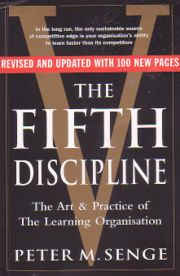 In the long run, the only sustainable source
of competitive edge is your organisation's ability
to learn faster than its competitors
REVISED AND UPDATED WITH 100 NEW PAGES
V
THE
FIFTH
DISCIPLINE
The Art & Practice of
The Learning Organisation
PETER M. SENGE